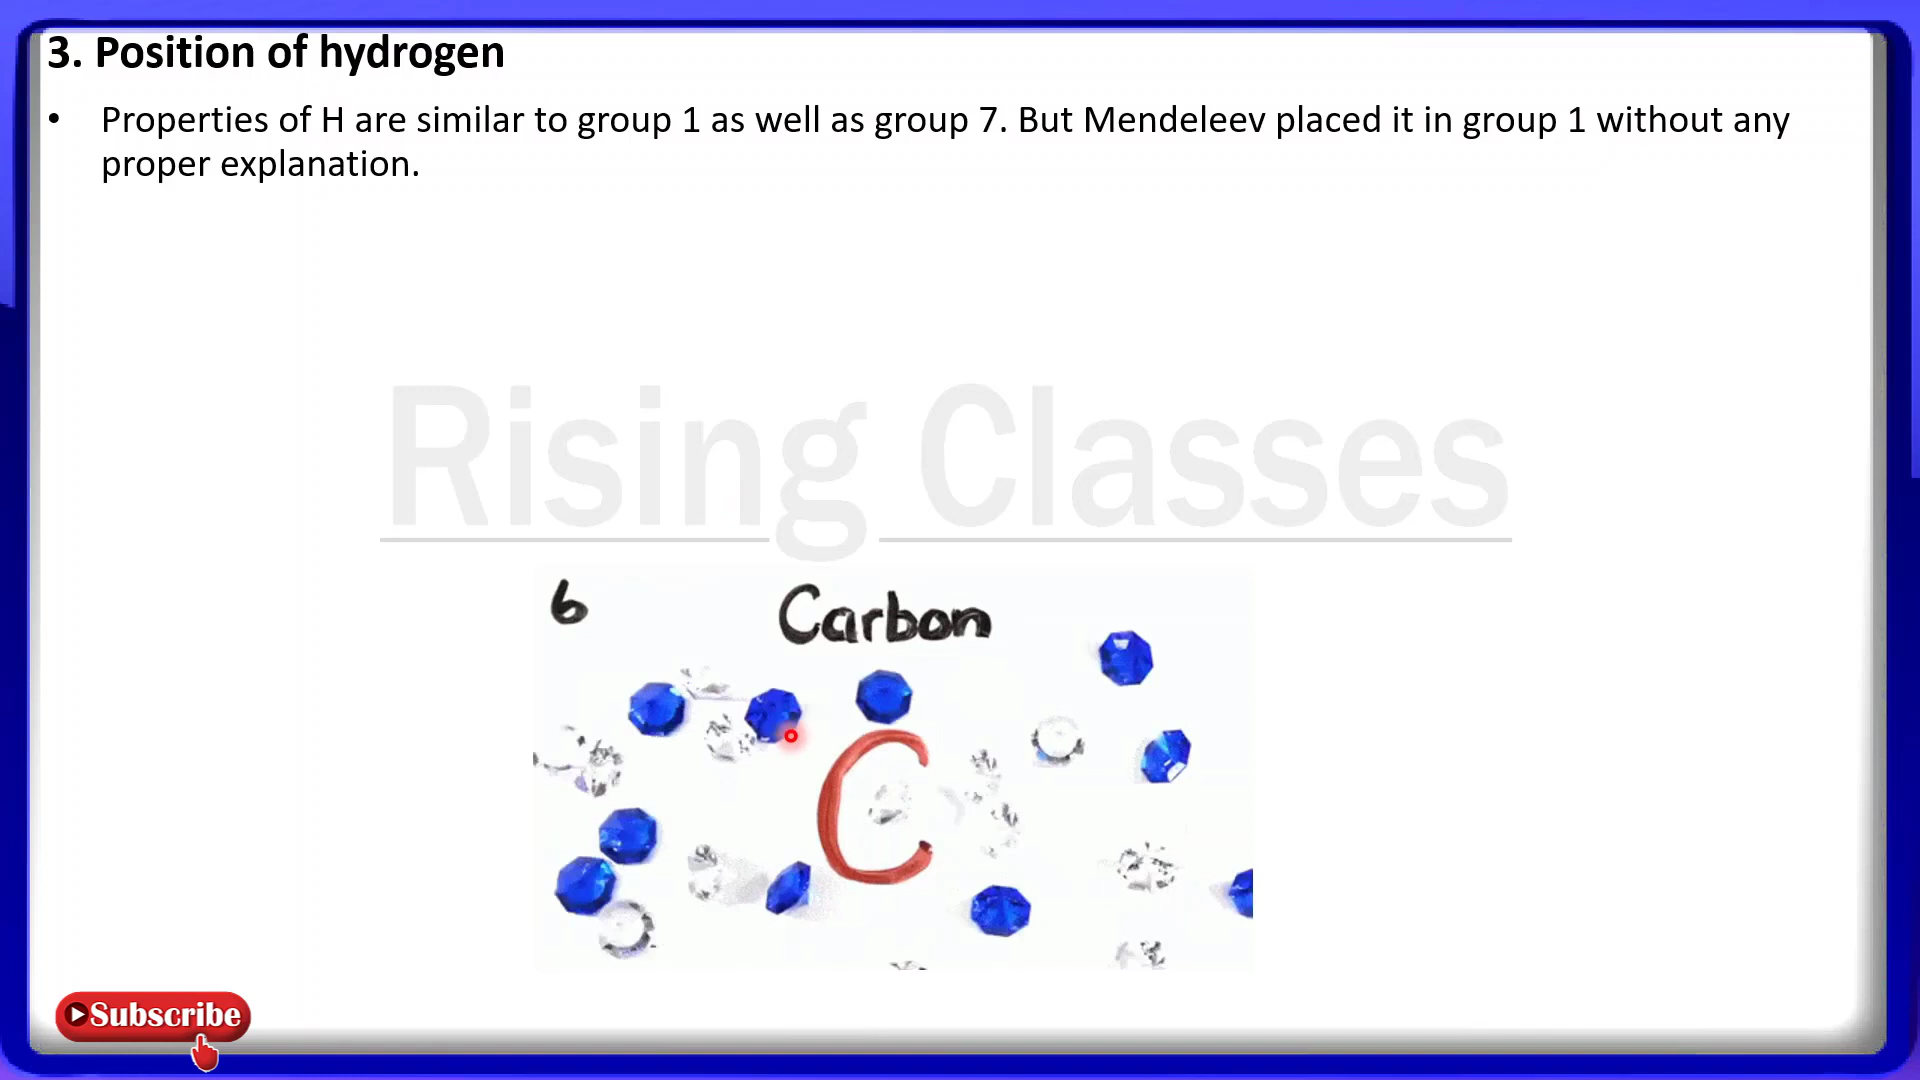 3. Position of hydrogen
• Properties of H are similar to group 1 as well as group 7. But Mendeleev placed it in group 1 without any
proper explanation.
Rising Classes
6 Carbon
C
Subscribe